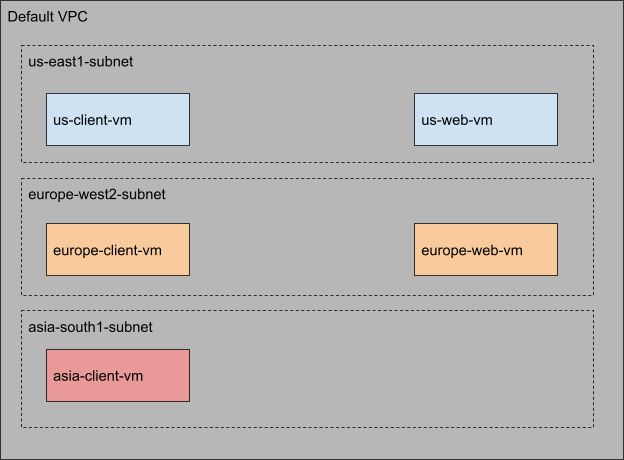 Default VPC
us-east1-subnet
us-client-vm
us-web-vm
europe-west2-subnet
europe-client-vm
europe-web-vm
asia-south1-subnet
asia-client-vm